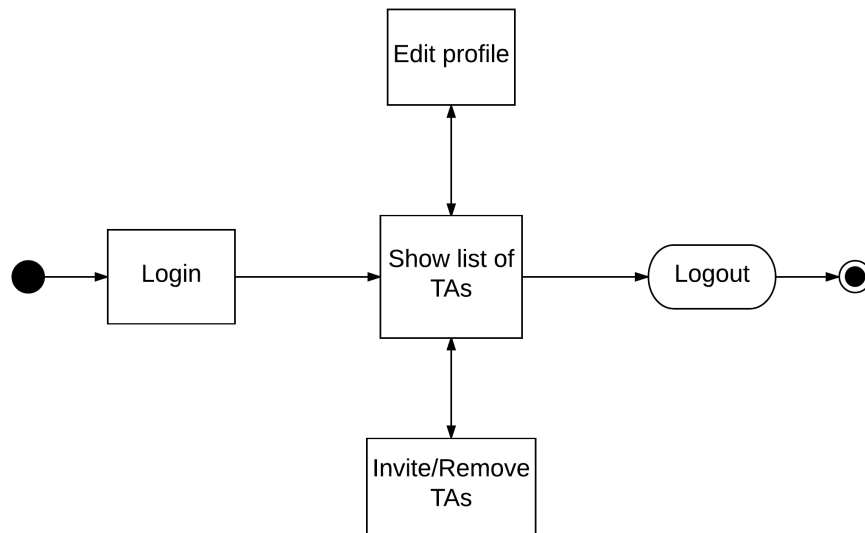 Edit profile
Login
Show list of
TAs
Logout
Invite/Remove
TAs